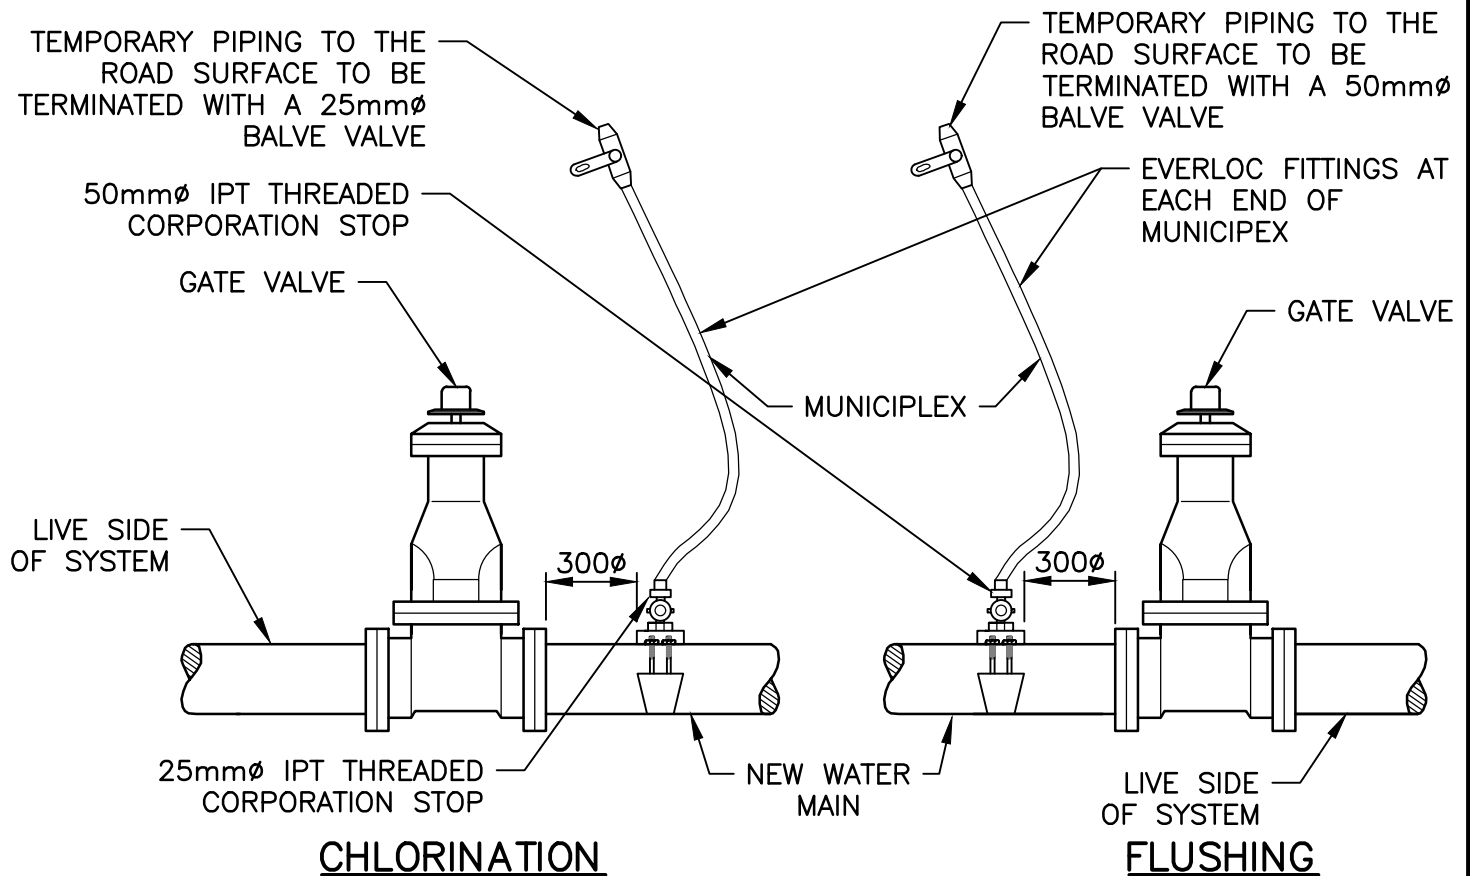 TEMPORARY PIPING TO THE
ROAD SURFACE TO BE
TERMINATED WITH A 25mmø
BALVE VALVE
50mmø IPT THREADED
CORPORATION STOP
GATE VALVE
LIVE SIDE
OF SYSTEM
300ø
25mmø IPT THREADED
CORPORATION STOP
CHLORINATION
TEMPORARY PIPING TO THE
ROAD SURFACE TO BE
TERMINATED WITH A 50mmø
BALVE VALVE
EVERLOC FITTINGS AT
EACH END OF
MUNICIPEX
GATE VALVE
MUNICIPLEX
300ø
NEW WATER
MAIN
LIVE SIDE
OF SYSTEM
FLUSHING